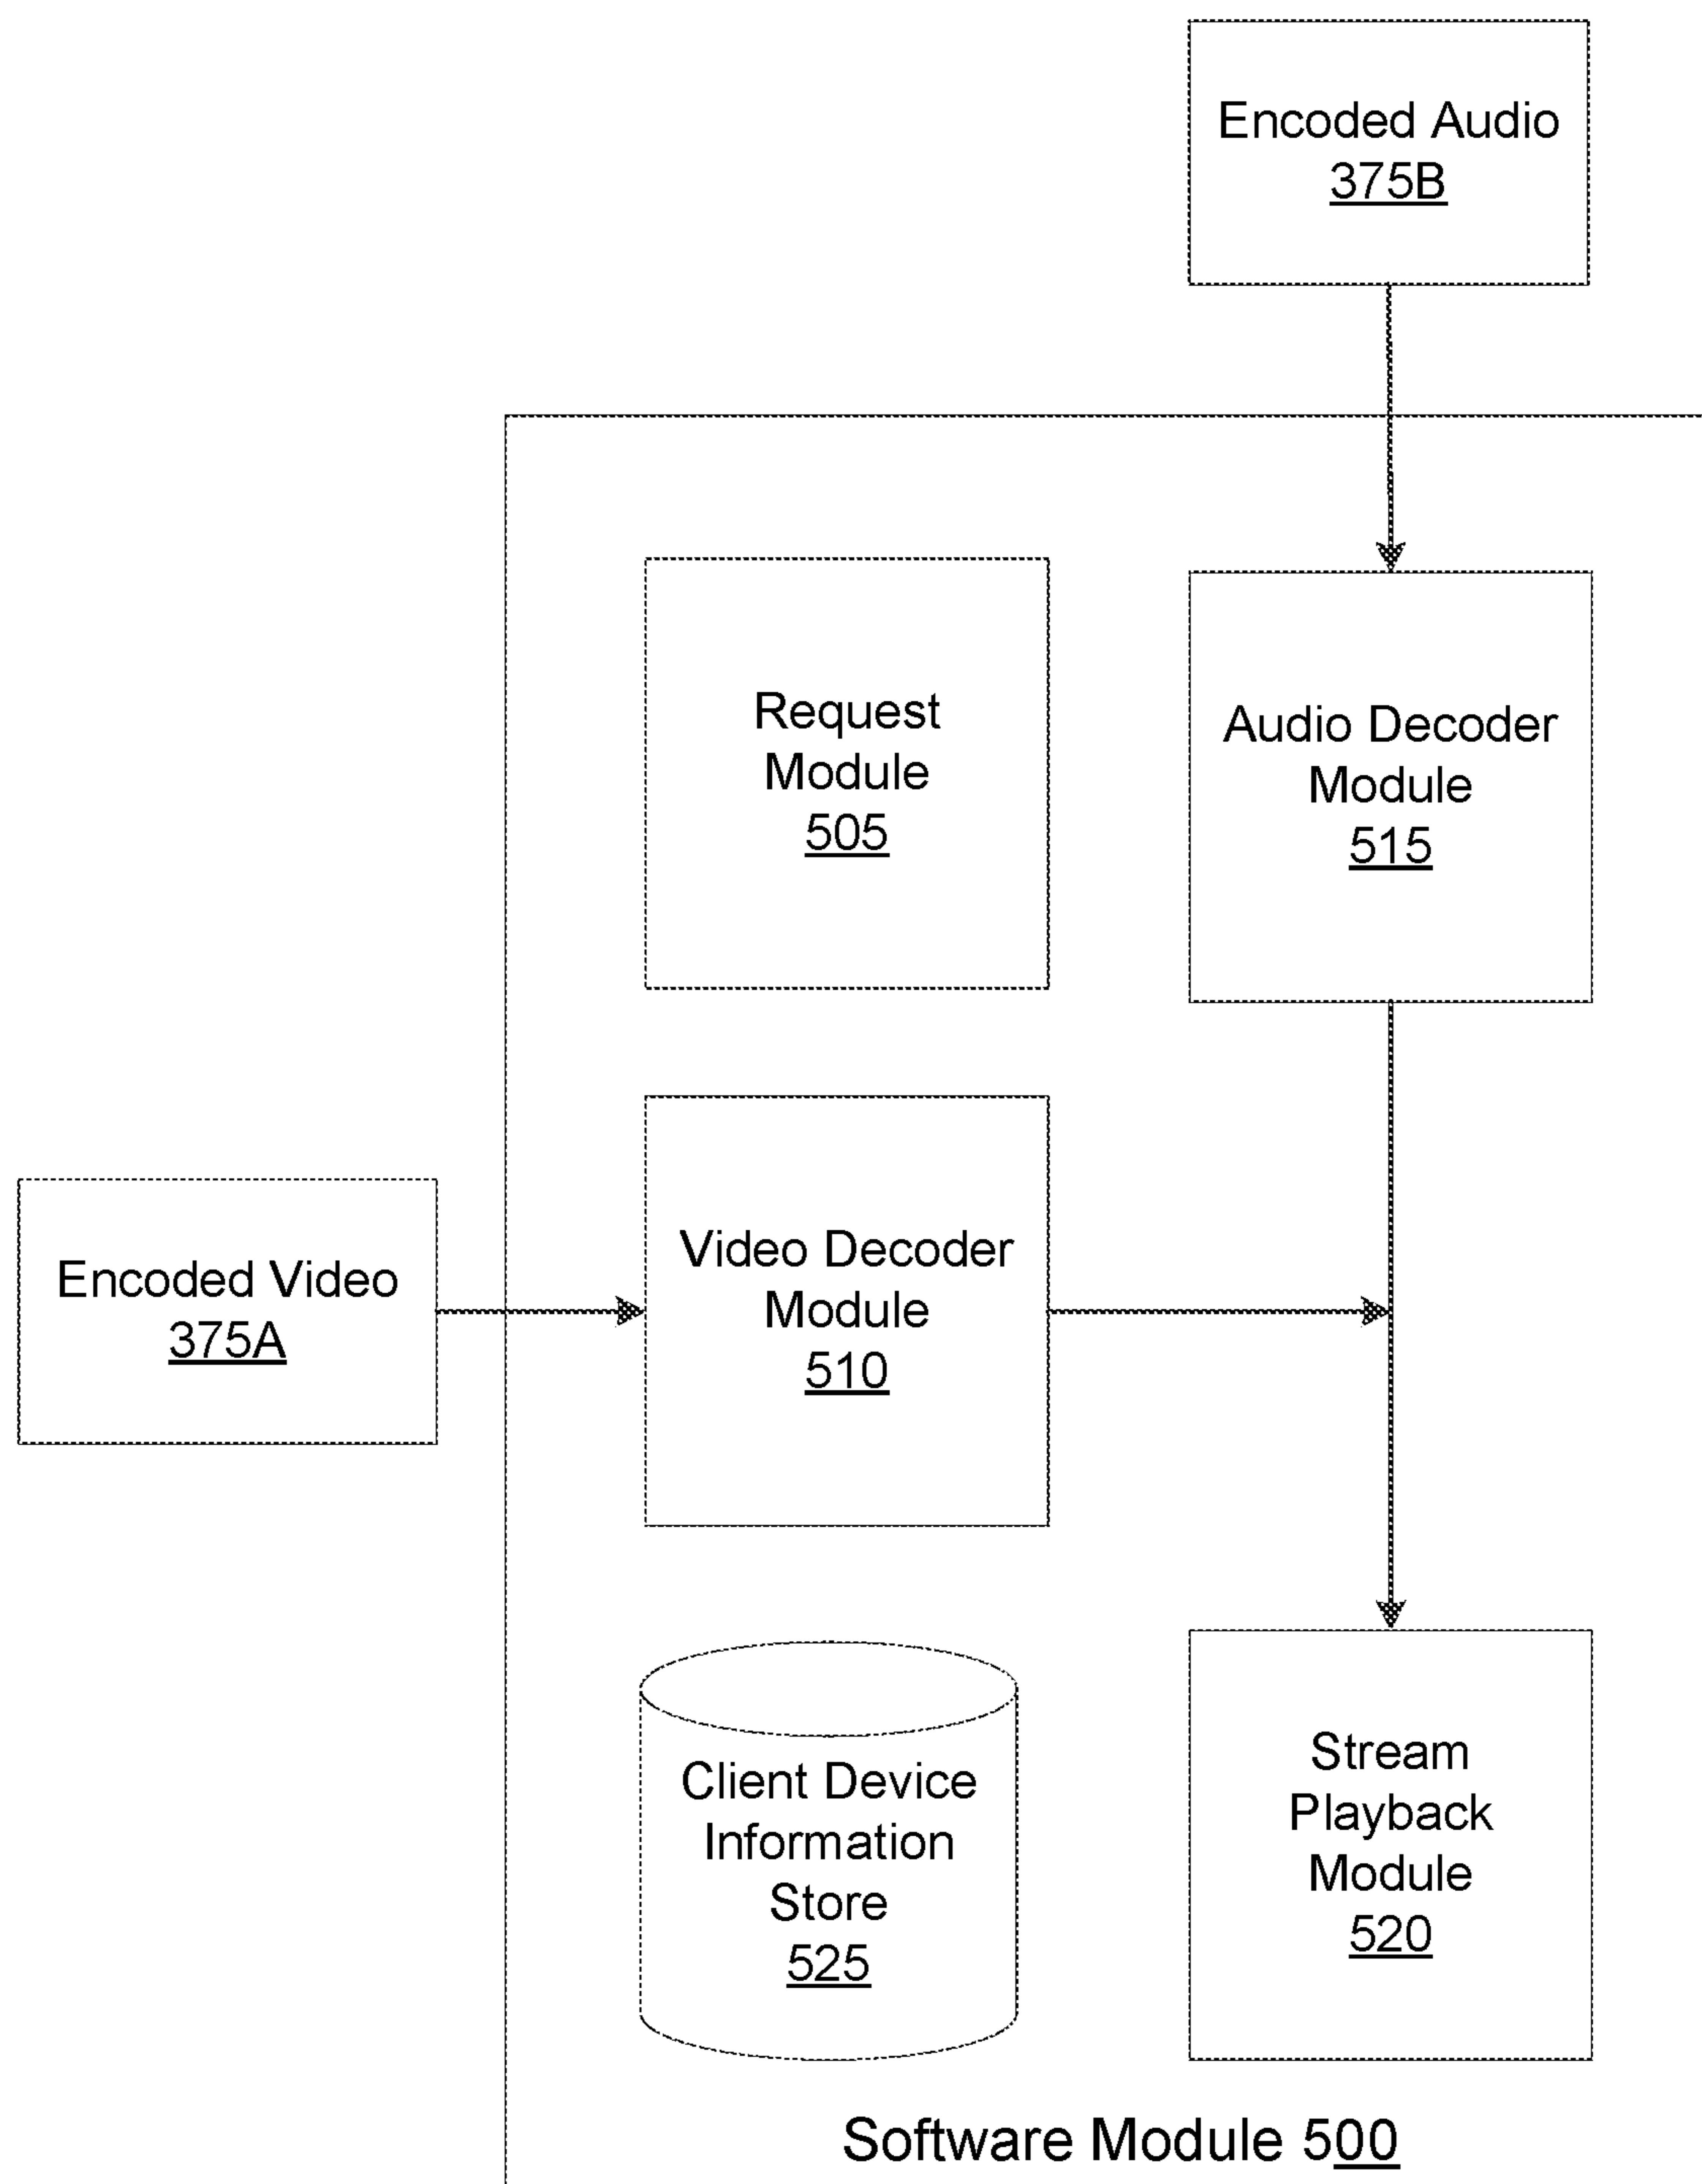 Encoded Audio
375B
Request
Module
505
Audio Decoder
Module
515
Encoded Video
375A
Video Decoder
Module
510
Client Device
Information
Store
525
Stream
Playback
Module
520
Software Module 500